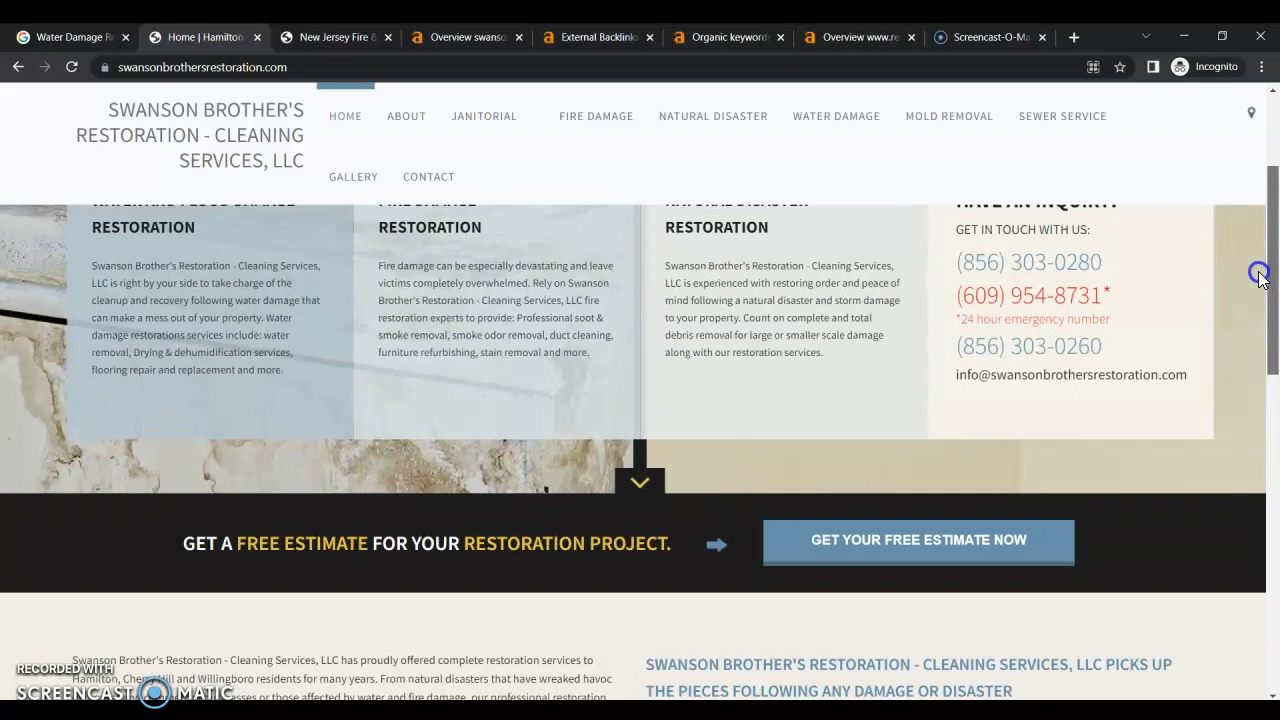 Water Damage R
Home | Hamilton
New Jersey Fire &
Overview swanso
External Backlink
Organic keyword
Overview www.re
Screencast-O-Ma
swansonbrothersrestoration.com
Incognito
SWANSON BROTHER'S
RESTORATION - CLEANING
SERVICES, LLC
HOME ABOUT JANITORIAL FIRE DAMAGE NATURAL DISASTER WATER DAMAGE MOLD REMOVAL SEWER SERVICE
GALLERY CONTACT
RESTORATION
Swanson Brother's Restoration - Cleaning Services,
LLC is right by your side to take charge of the
cleanup and recovery following water damage that
can make a mess out of your property. Water
damage restorations services include: water
removal, Drying & dehumidification services,
flooring repair and replacement and more.
RESTORATION
Fire damage can be especially devastating and leave
victims completely overwhelmed. Rely on Swanson
Brother's Restoration - Cleaning Services, LLC fire
restoration experts to provide: Professional soot &
smoke removal, smoke odor removal, duct cleaning,
furniture refurbishing, stain removal and more.
RESTORATION
Swanson Brother's Restoration - Cleaning Services,
LLC is experienced with restoring order and peace of
mind following a natural disaster and storm damage
to your property. Count on complete and total
debris removal for large or smaller scale damage
along with our restoration services.
HAVE AN INQUIRY?
GET IN TOUCH WITH US:
(856) 303-0280
(609) 954-8731*
*24 hour emergency number
(856) 303-0260
info@swansonbrothersrestoration.com
GET A FREE ESTIMATE FOR YOUR RESTORATION PROJECT.
GET YOUR FREE ESTIMATE NOW
Swanson Brother's Restoration - Cleaning Services, LLC has proudly offered complete restoration services to
Hamilton, Cherry Hill and Willingboro residents for many years. From natural disasters that have wreaked havoc
or those affected by water and fire damage, our professional restoration
SWANSON BROTHER'S RESTORATION - CLEANING SERVICES, LLC PICKS UP
THE PIECES FOLLOWING ANY DAMAGE OR DISASTER
RECORDED WITH
SCREENCAST MATIC